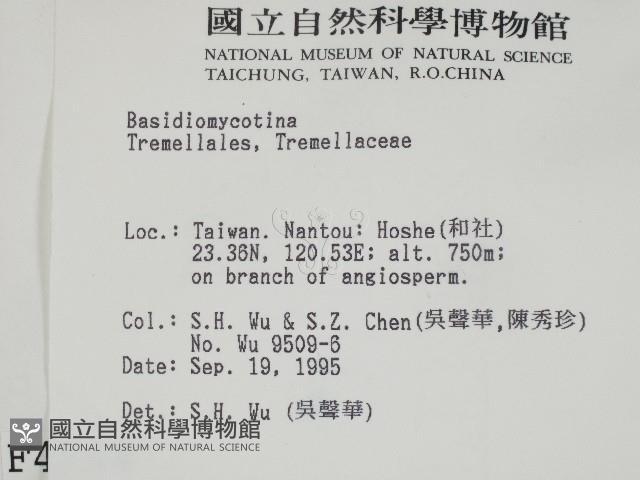 國立自然科學博物館
NATIONAL MUSEUM OF NATURAL SCIENCE
TAICHUNG, TAIWAN, R.O.CHINA
Basidiomycotina
Tremellales, Tremellaceae
Loc.: Taiwan. Nantou: Hoshe(和社)
23.36N, 120.53E; alt. 750m;
on branch of angiosperm.
Col.: S.H. Wu & S.Z. Chen(吳聲華,陳秀珍)
No. Wu 9509-6
Date: Sep. 19, 1995
Det.: S.H. Wu (吳聲華)
國立自然科學博物館
NATIONAL MUSEUM OF NATURAL SCIENCE
F4